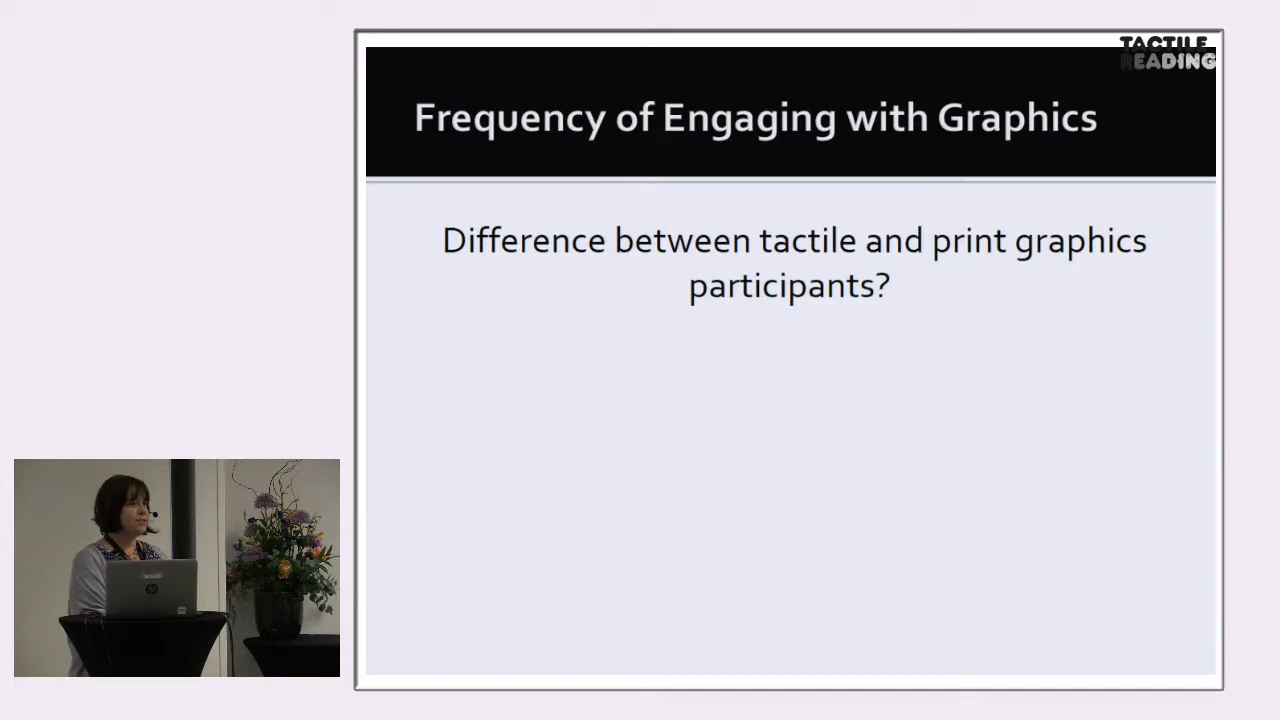 TACTILE
READING
Frequency of Engaging with Graphics
Difference between tactile and print graphics
participants?